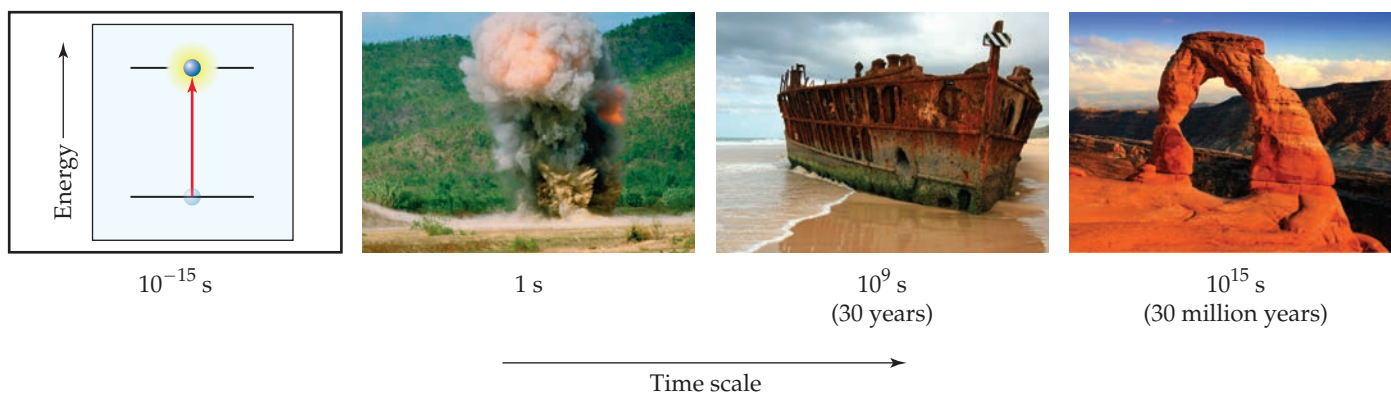 Energy
10⁻¹⁵ s
1 s
10⁹ s
(30 years)
10¹⁵ s
(30 million years)
Time scale